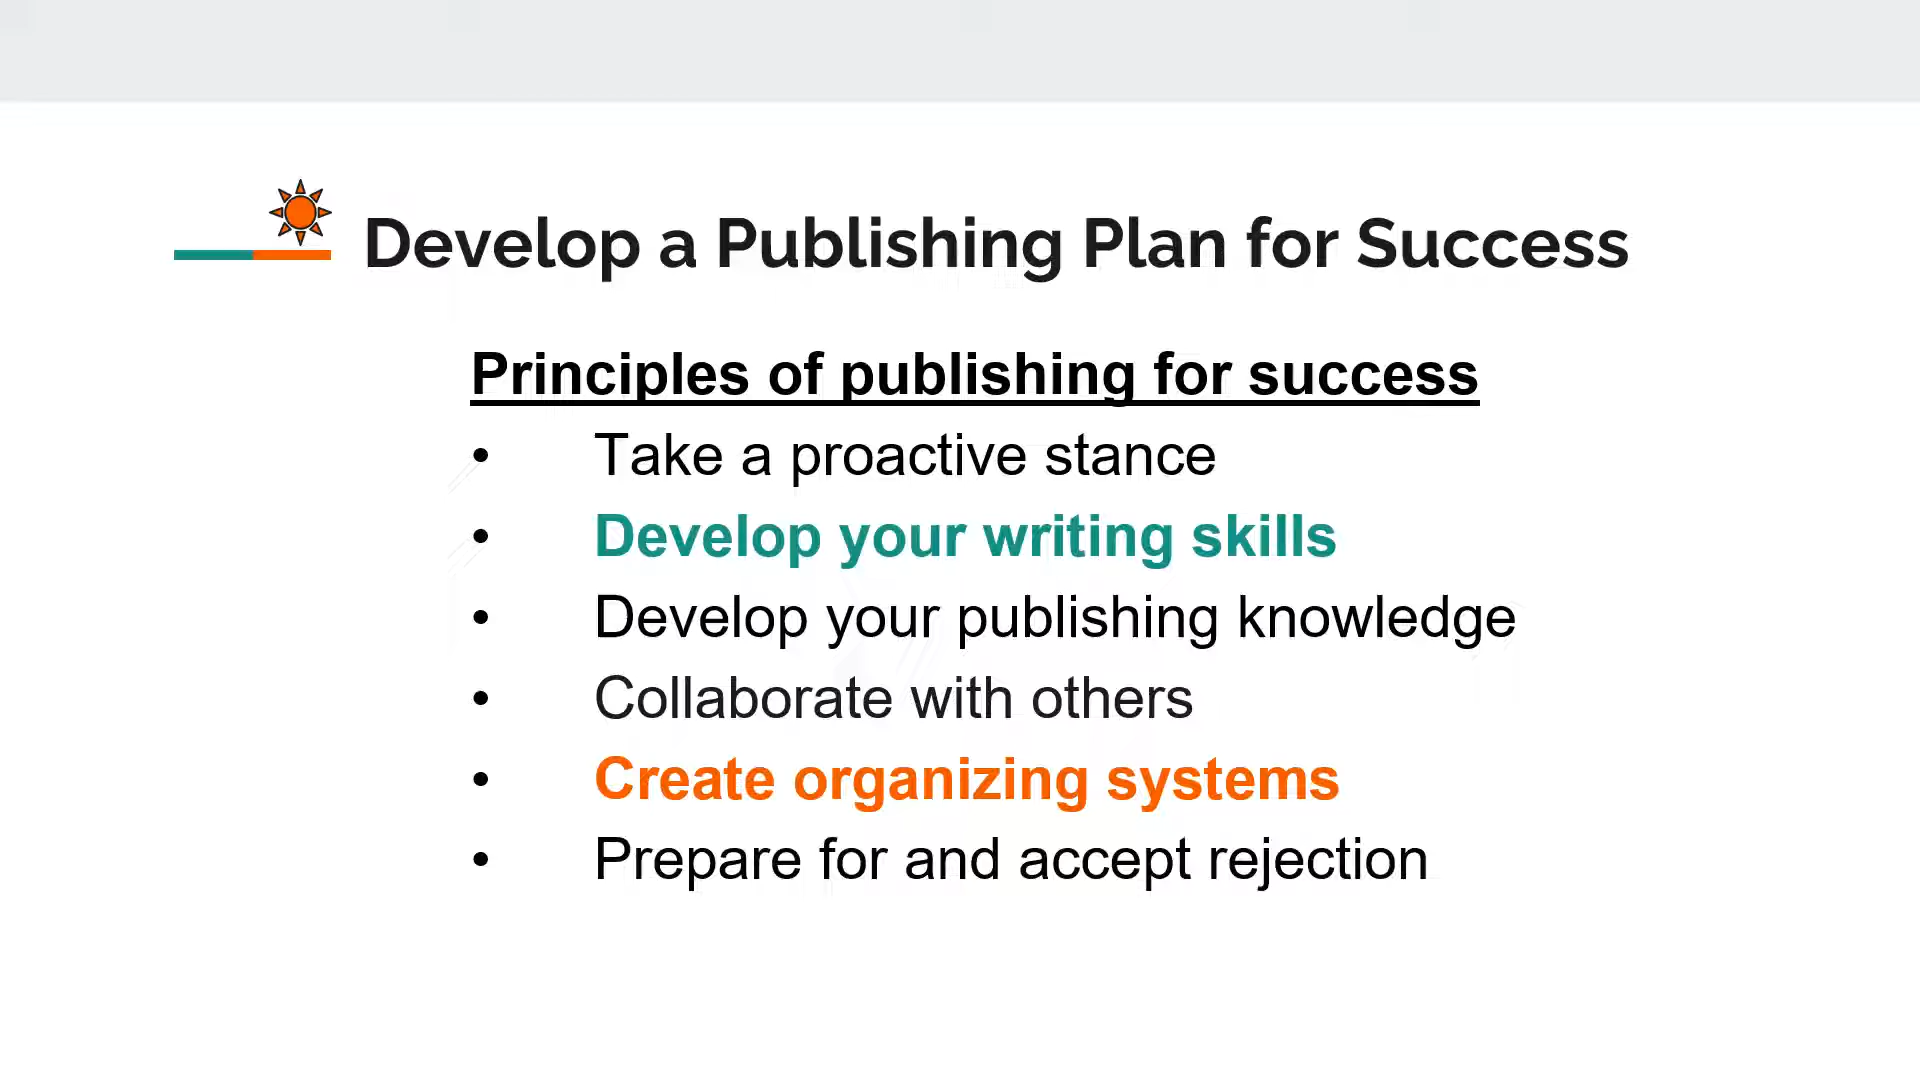 Develop a Publishing Plan for Success
Principles of publishing for success
• Take a proactive stance
• Develop your writing skills
• Develop your publishing knowledge
• Collaborate with others
• Create organizing systems
• Prepare for and accept rejection